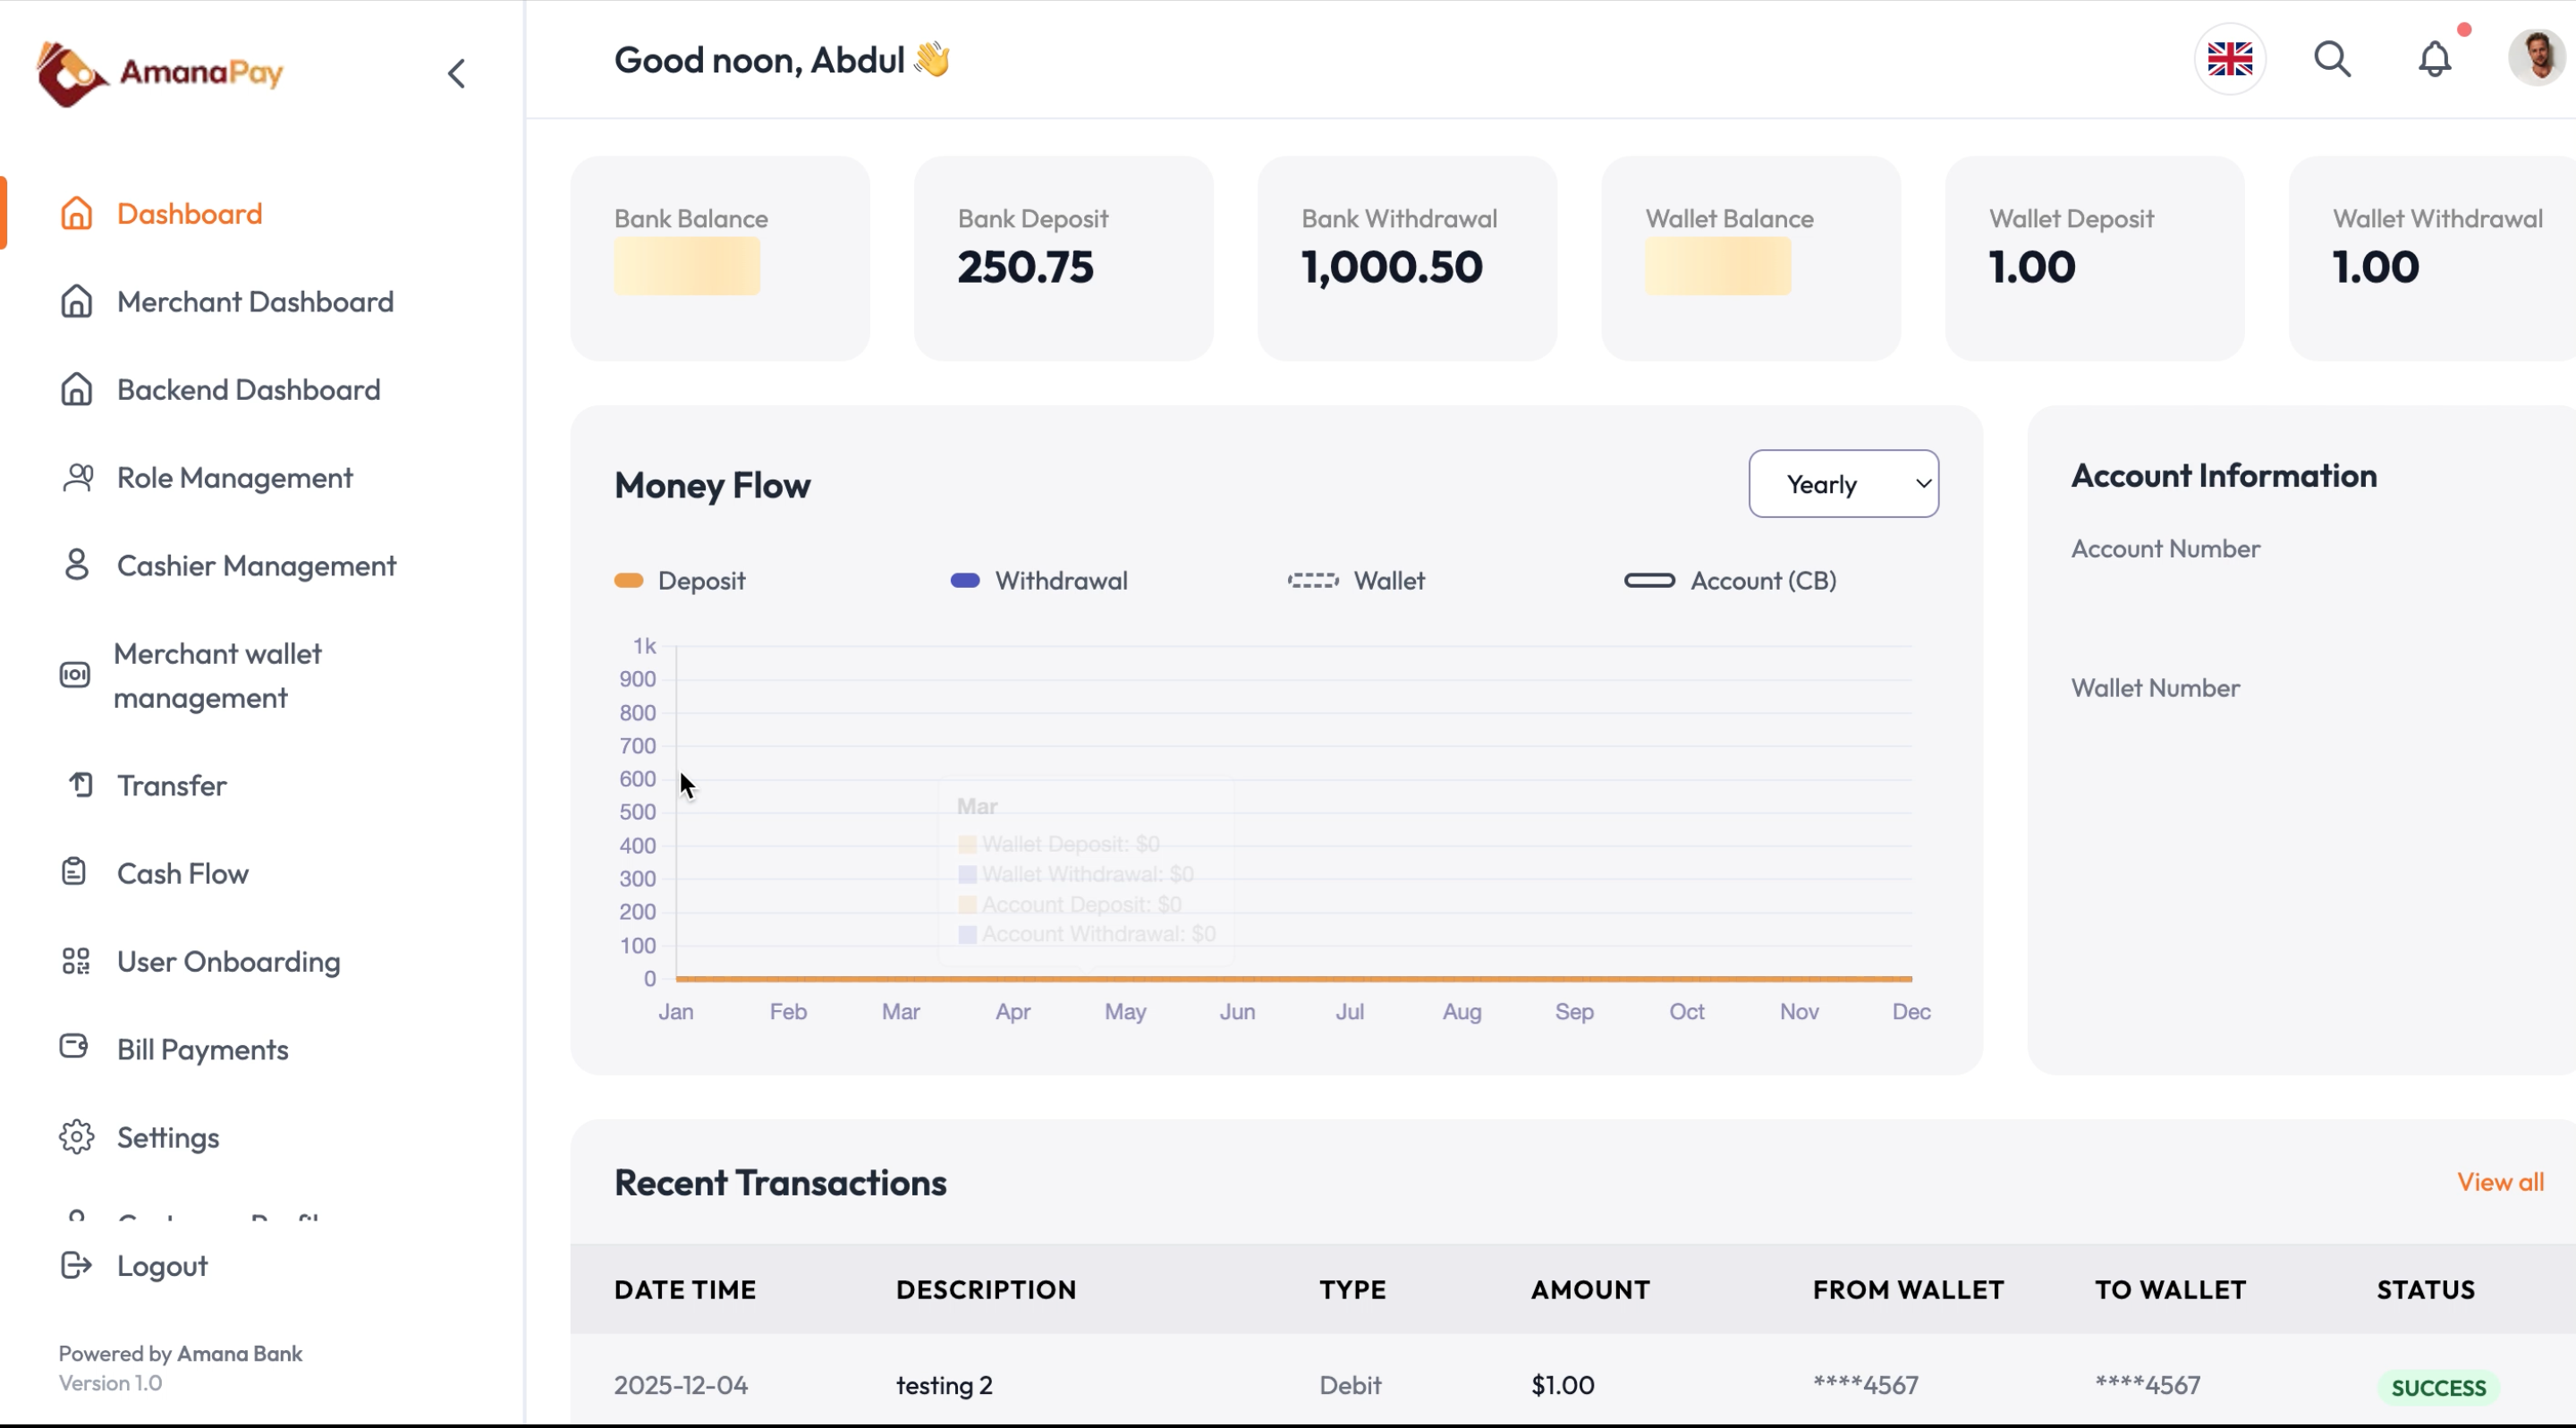 AmanaPay
Good noon, Abdul 👋
Dashboard
Merchant Dashboard
Backend Dashboard
Role Management
Cashier Management
Merchant wallet
management
Transfer
Cash Flow
User Onboarding
Bill Payments
Settings
Logout
Powered by Amana Bank
Version 1.0
Bank Balance
Bank Deposit
250.75
Bank Withdrawal
1,000.50
Wallet Balance
Wallet Deposit
1.00
Wallet Withdrawal
1.00
Money Flow
Yearly
Deposit
Withdrawal
Wallet
Account (CB)
1k
900
800
700
600
500
400
300
200
100
0
Mar
Wallet Deposit: $0
Wallet Withdrawal: $0
Account Deposit: $0
Account Withdrawal: $0
Jan Feb Mar Apr May Jun Jul Aug Sep Oct Nov Dec
Account Information
Account Number
Wallet Number
Recent Transactions
View all
DATE TIME DESCRIPTION TYPE AMOUNT FROM WALLET TO WALLET STATUS
2025-12-04 testing 2 Debit $1.00 ****4567 ****4567 SUCCESS